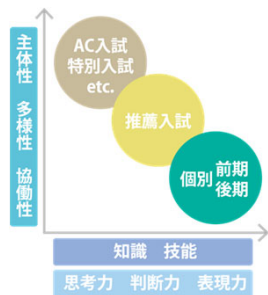 主体性 多様性 協働性
AC入試
特別入試
etc.
推薦入試
個別 前期
後期
知識 技能
思考力 判断力 表現力